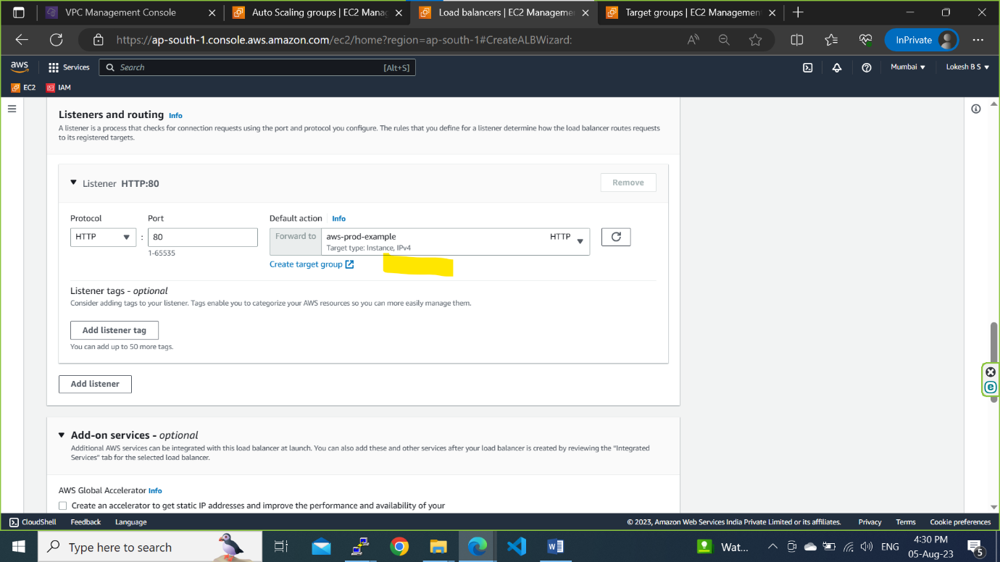 VPC Management Console
Auto Scaling groups | EC2 Manag
Load balancers | EC2 Manageme
Target groups | EC2 Management
https://ap-south-1.console.aws.amazon.com/ec2/home?region=ap-south-1#CreateALBWizard:
InPrivate
aws
Services
Search
[Alt+S]
Mumbai
Lokesh B S
EC2
IAM
Listeners and routing Info
A listener is a process that checks for connection requests using the port and protocol you configure. The rules that you define for a listener determine how the load balancer routes requests
to its registered targets.
Listener HTTP:80
Remove
Protocol
Port
Default action
Info
HTTP
:
80
Forward to
aws-prod-example
HTTP
Target type: Instance, IPv4
1-65535
Create target group
Listener tags - optional
Consider adding tags to your listener. Tags enable you to categorize your AWS resources so you can more easily manage them.
Add listener tag
You can add up to 50 more tags.
Add listener
Add-on services - optional
Additional AWS services can be integrated with this load balancer at launch. You can also add these and other services after your load balancer is created by reviewing the "Integrated
Services" tab for the selected load balancer.
AWS Global Accelerator Info
Create an accelerator to get static IP addresses and improve the performance and availability of your
CloudShell
Feedback
Language
© 2023, Amazon Web Services India Private Limited or its affiliates.
Privacy
Terms
Cookie preferences
Type here to search
Wat...
ENG
4:30 PM
05-Aug-23
5